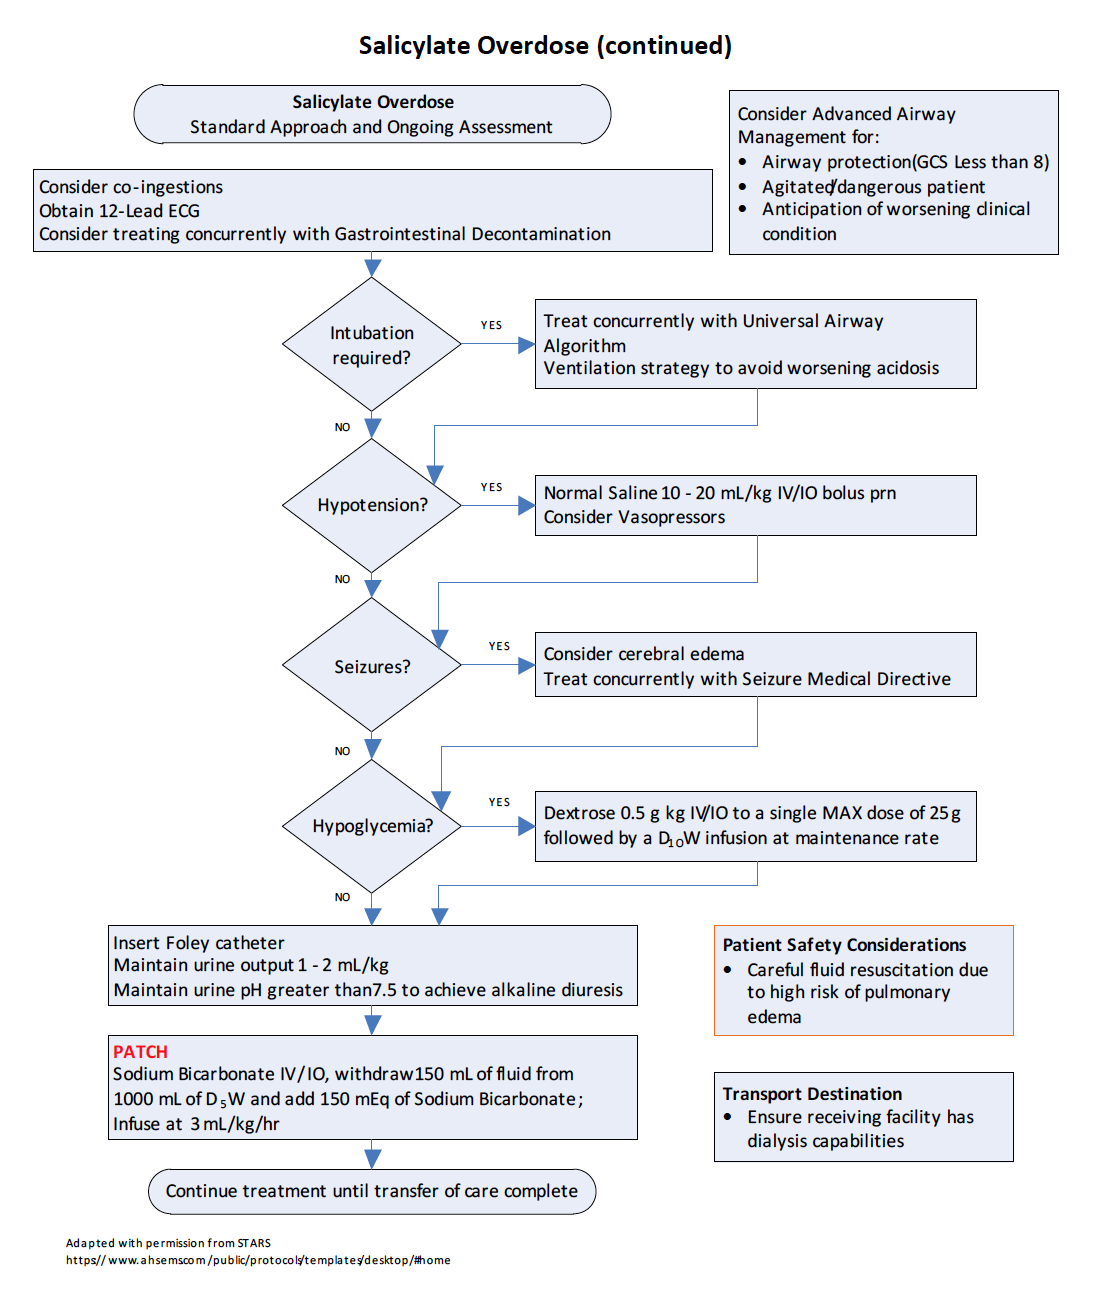 Salicylate Overdose (continued)
Salicylate Overdose
Standard Approach and Ongoing Assessment
Consider Advanced Airway
Management for:
• Airway protection(GCS Less than 8)
• Agitated/dangerous patient
• Anticipation of worsening clinical
condition
Consider co-ingestions
Obtain 12-Lead ECG
Consider treating concurrently with Gastrointestinal Decontamination
Intubation
required?
YES
Treat concurrently with Universal Airway
Algorithm
Ventilation strategy to avoid worsening acidosis
NO
Hypotension?
YES
Normal Saline 10 - 20 mL/kg IV/IO bolus prn
Consider Vasopressors
NO
Seizures?
YES
Consider cerebral edema
Treat concurrently with Seizure Medical Directive
NO
Hypoglycemia?
YES
Dextrose 0.5 g kg IV/IO to a single MAX dose of 25 g
followed by a D10W infusion at maintenance rate
NO
Insert Foley catheter
Maintain urine output 1 - 2 mL/kg
Maintain urine pH greater than7.5 to achieve alkaline diuresis
Patient Safety Considerations
• Careful fluid resuscitation due
to high risk of pulmonary
edema
PATCH
Sodium Bicarbonate IV/IO, withdraw 150 mL of fluid from
1000 mL of D5W and add 150 mEq of Sodium Bicarbonate;
Infuse at 3 mL/kg/hr
Transport Destination
• Ensure receiving facility has
dialysis capabilities
Continue treatment until transfer of care complete
Adapted with permission from STARS
https//www.ahsemscom/public/protocols/templates/desktop/#home